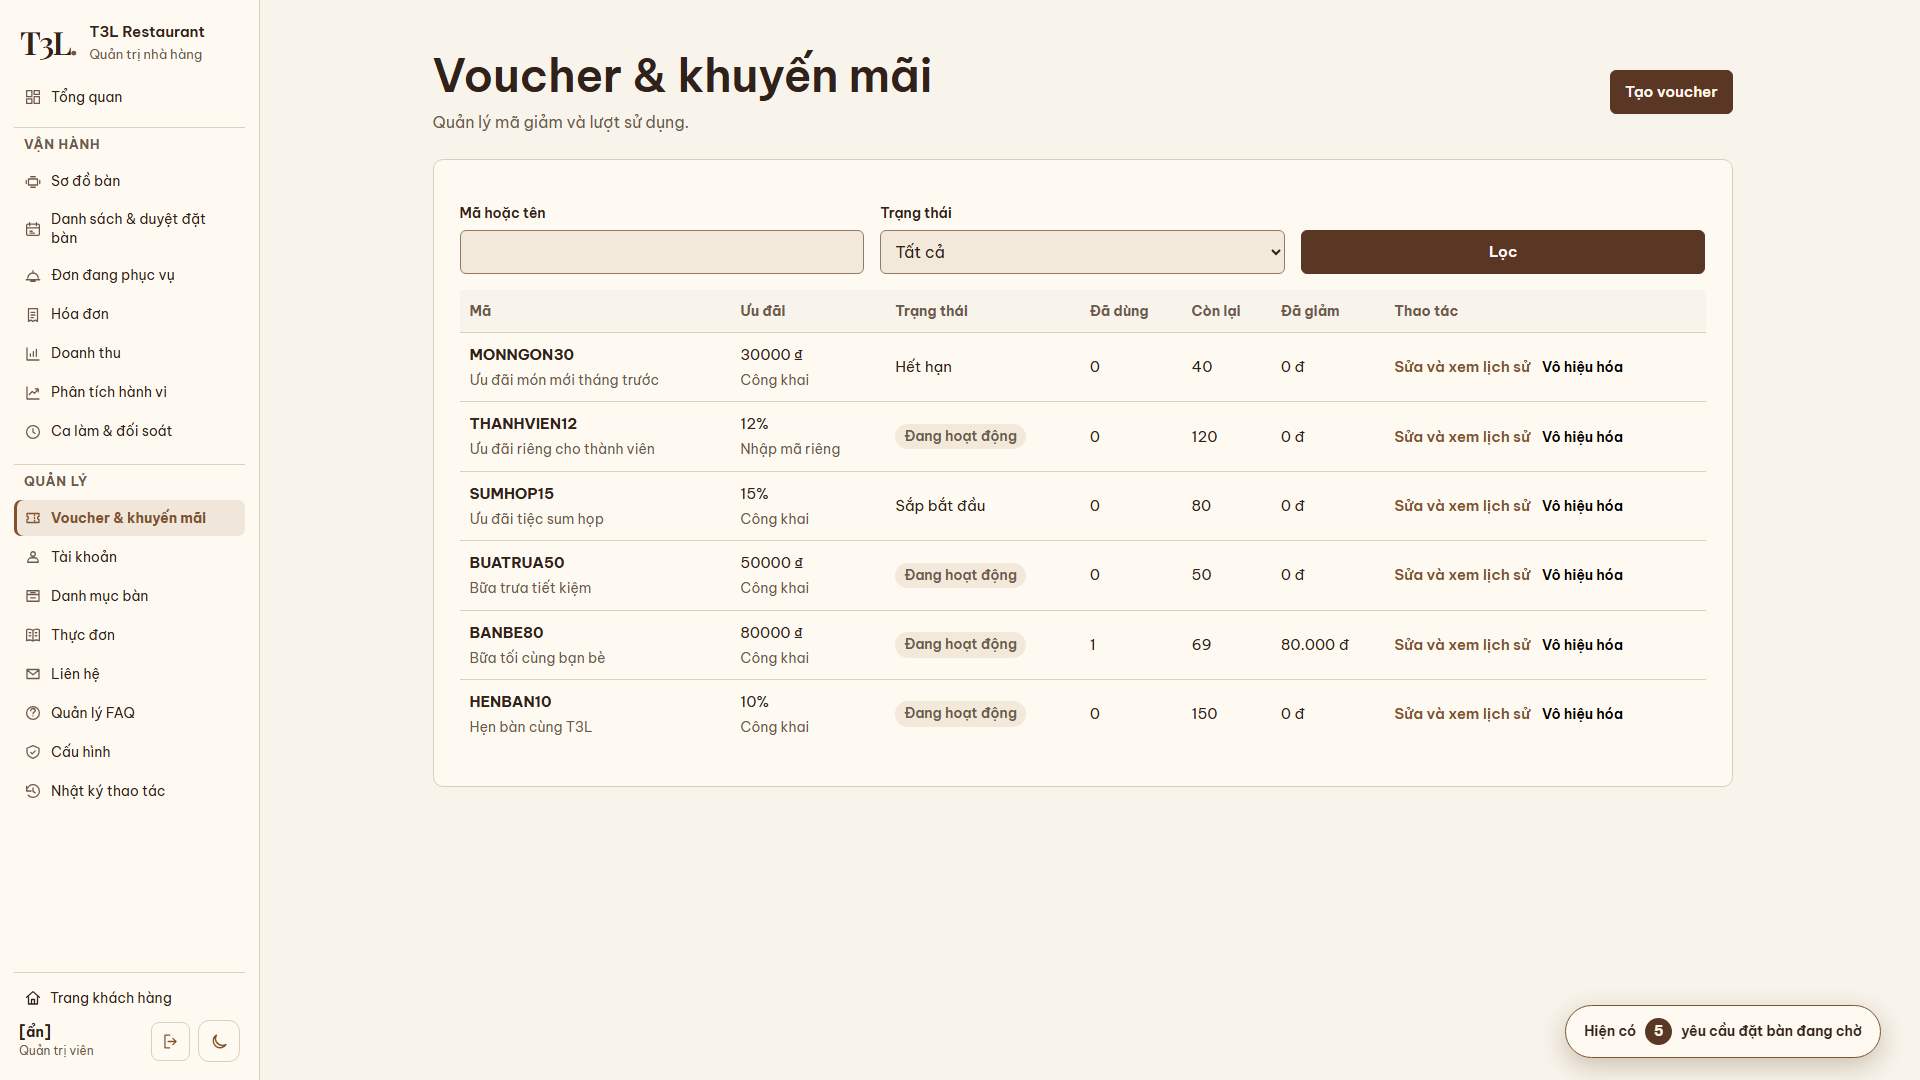 T3L.
T3L Restaurant
Quản trị nhà hàng
Tổng quan
VẬN HÀNH
Sơ đồ bàn
Danh sách & duyệt đặt
bàn
Đơn đang phục vụ
Hóa đơn
Doanh thu
Phân tích hành vi
Ca làm & đối soát
QUẢN LÝ
Voucher & khuyến mãi
Tài khoản
Danh mục bàn
Thực đơn
Liên hệ
Quản lý FAQ
Cấu hình
Nhật ký thao tác
Trang khách hàng
[ẩn]
Quản trị viên
Voucher & khuyến mãi
Quản lý mã giảm và lượt sử dụng.
Tạo voucher
Mã hoặc tên
Trạng thái
Tất cả
Lọc
Mã Ưu đãi Trạng thái Đã dùng Còn lại Đã giảm Thao tác
MONNGON30 30000 ₫
Ưu đãi món mới tháng trước Công khai
Hết hạn 0 40 0 đ Sửa và xem lịch sử Vô hiệu hóa
THANHVIEN12 12%
Ưu đãi riêng cho thành viên Nhập mã riêng
Đang hoạt động 0 120 0 đ Sửa và xem lịch sử Vô hiệu hóa
SUMHOP15 15%
Ưu đãi tiệc sum họp Công khai
Sắp bắt đầu 0 80 0 đ Sửa và xem lịch sử Vô hiệu hóa
BUATRUA50 50000 ₫
Bữa trưa tiết kiệm Công khai
Đang hoạt động 0 50 0 đ Sửa và xem lịch sử Vô hiệu hóa
BANBE80 80000 ₫
Bữa tối cùng bạn bè Công khai
Đang hoạt động 1 69 80.000 đ Sửa và xem lịch sử Vô hiệu hóa
HENBAN10 10%
Hẹn bàn cùng T3L Công khai
Đang hoạt động 0 150 0 đ Sửa và xem lịch sử Vô hiệu hóa
Hiện có 5 yêu cầu đặt bàn đang chờ